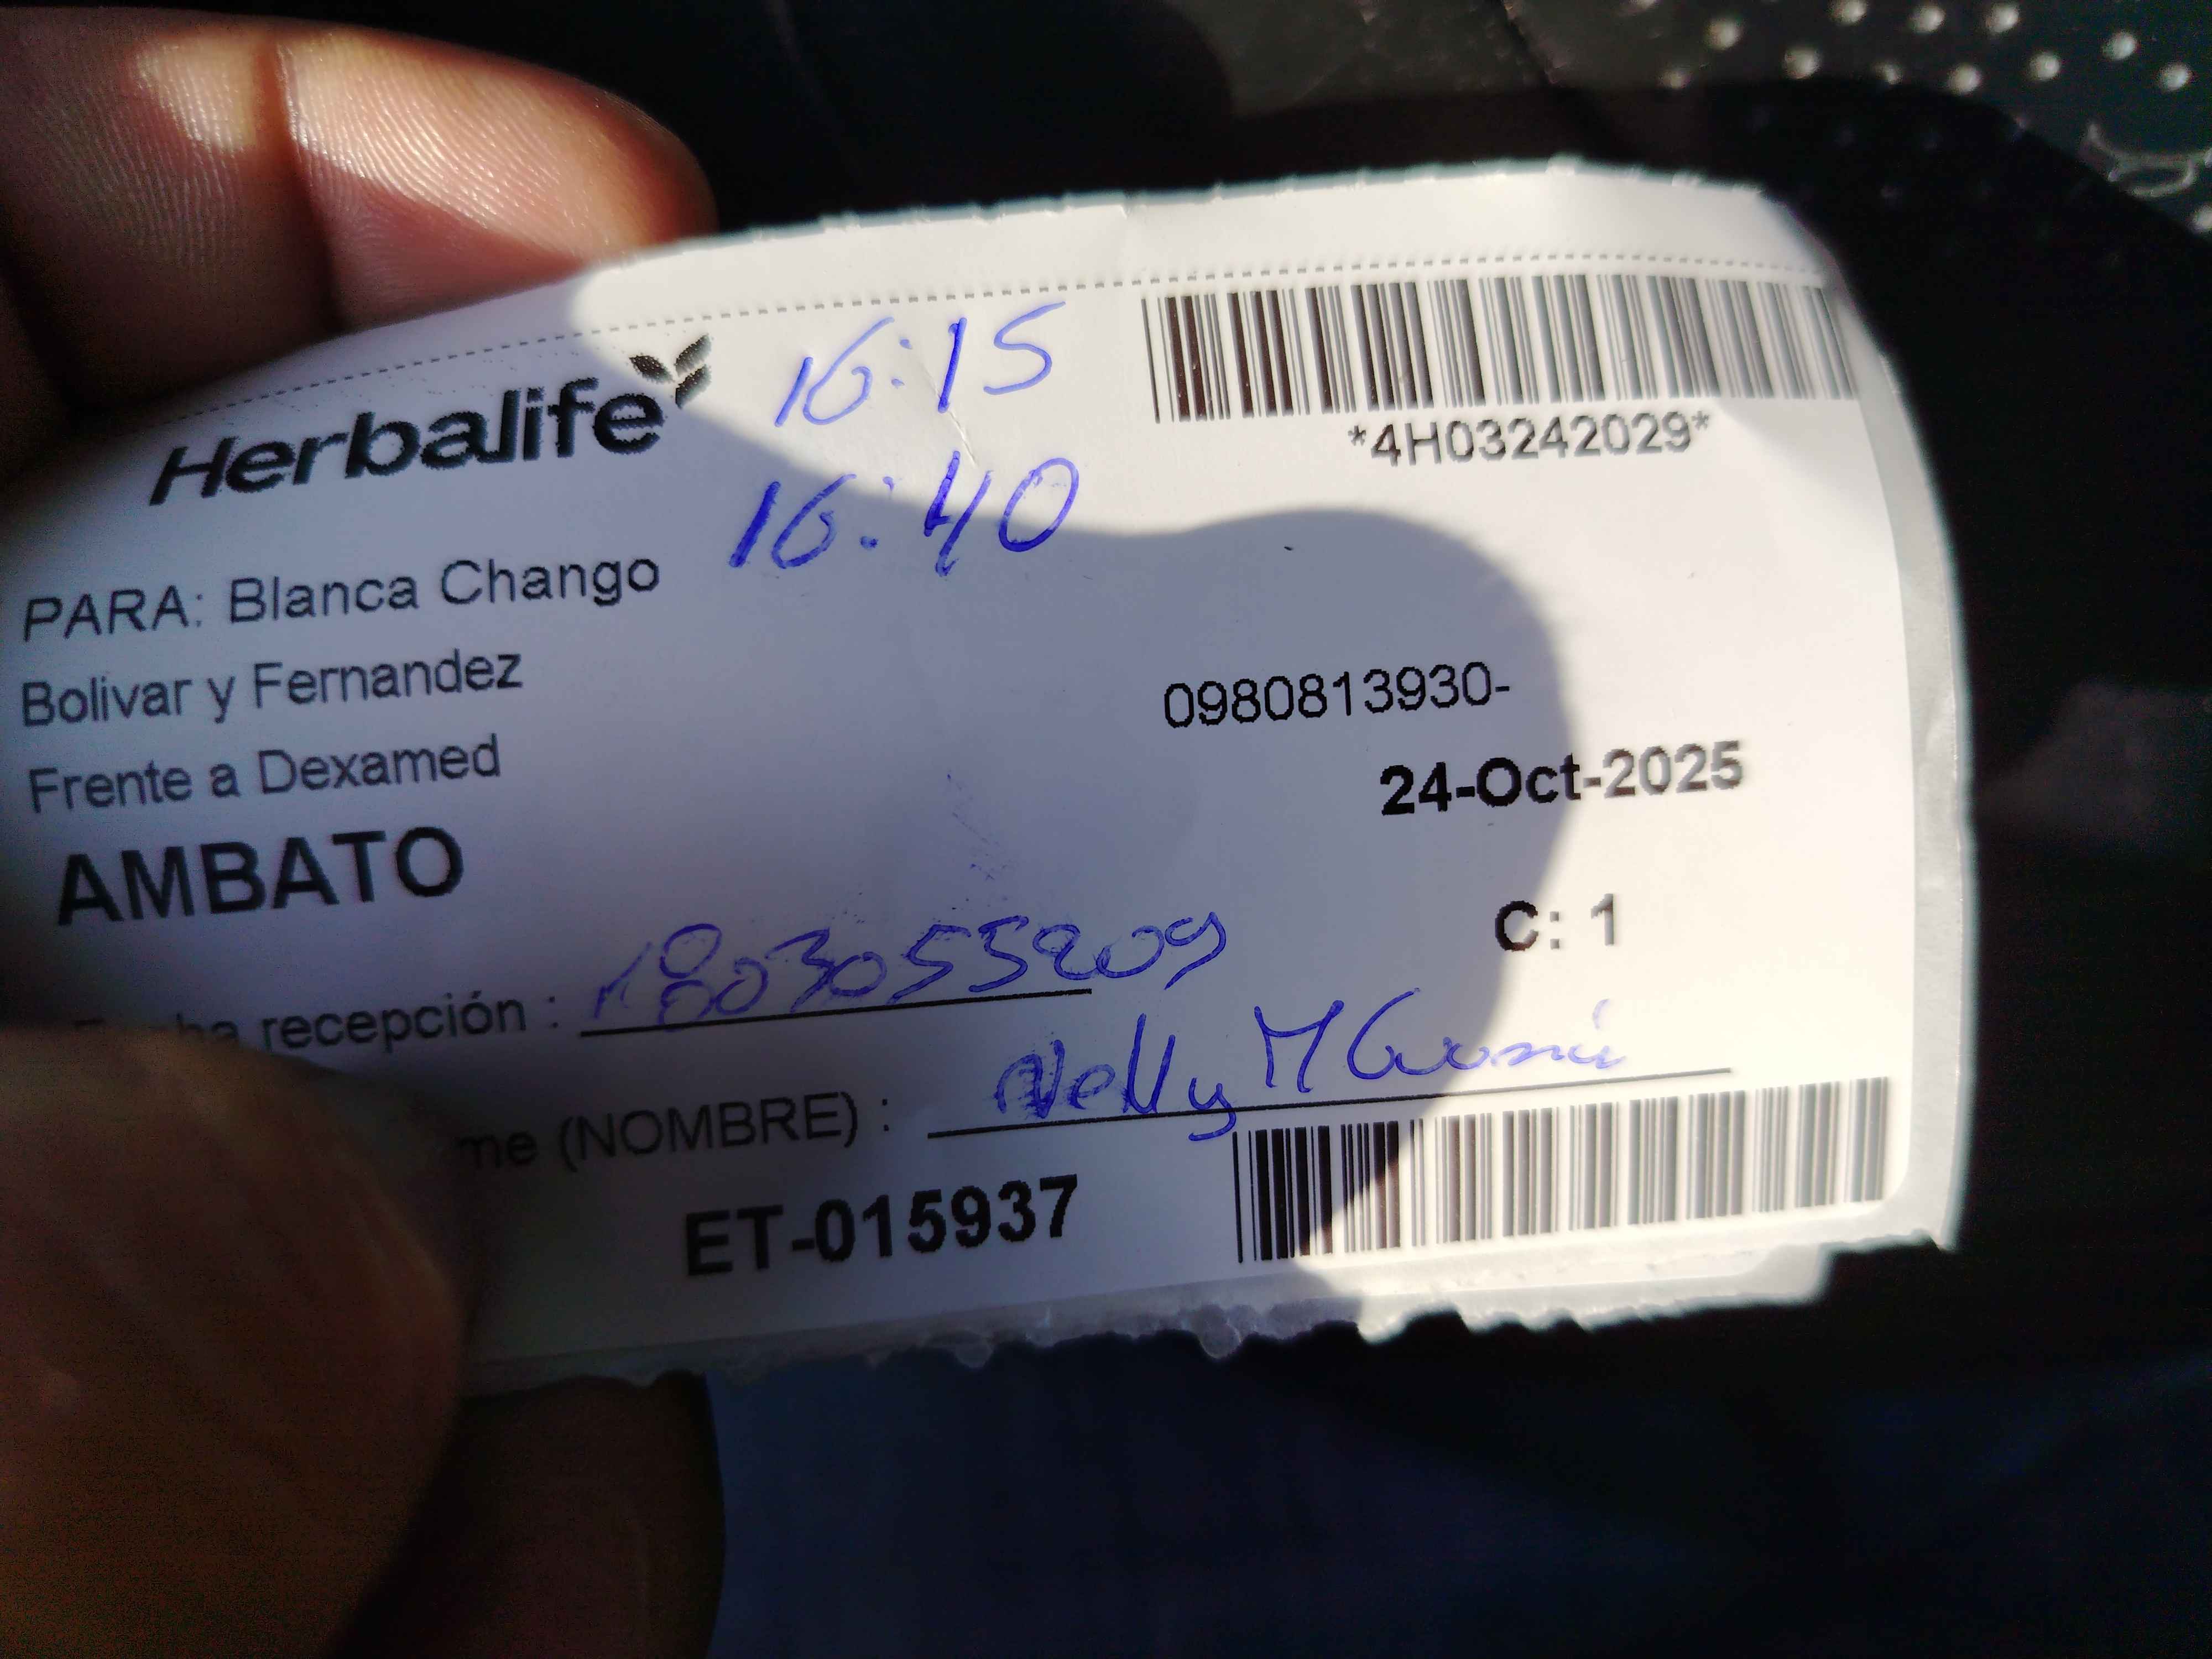 Herbalife
16:15
16:40
*4H03242029*
PARA: Blanca Chango
Bolivar y Fernandez
0980813930-
Frente a Dexamed
24-Oct-2025
AMBATO
C: 1
recepción : 1803055209
(NOMBRE) : Nelly M
ET-015937